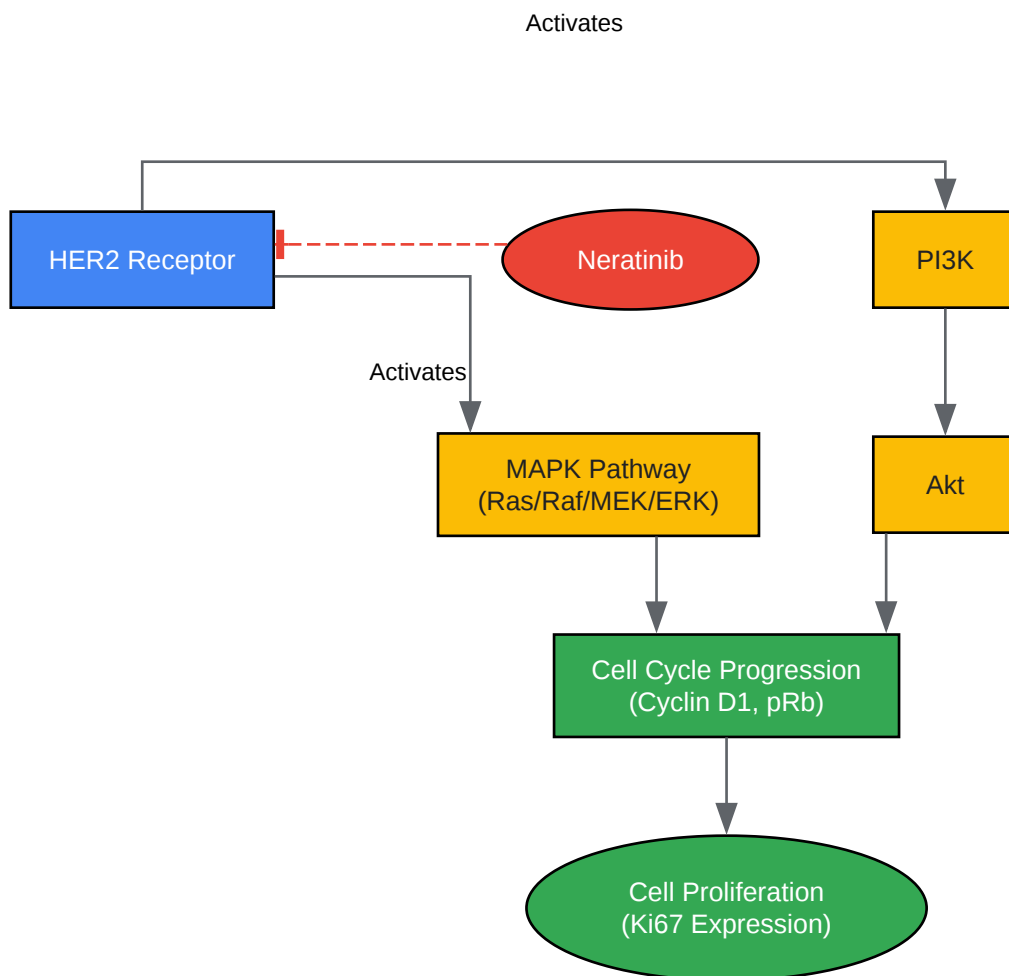 Activates
HER2 Receptor
Neratinib
PI3K
Activates
MAPK Pathway
(Ras/Raf/MEK/ERK)
Akt
Cell Cycle Progression
(Cyclin D1, pRb)
Cell Proliferation
(Ki67 Expression)